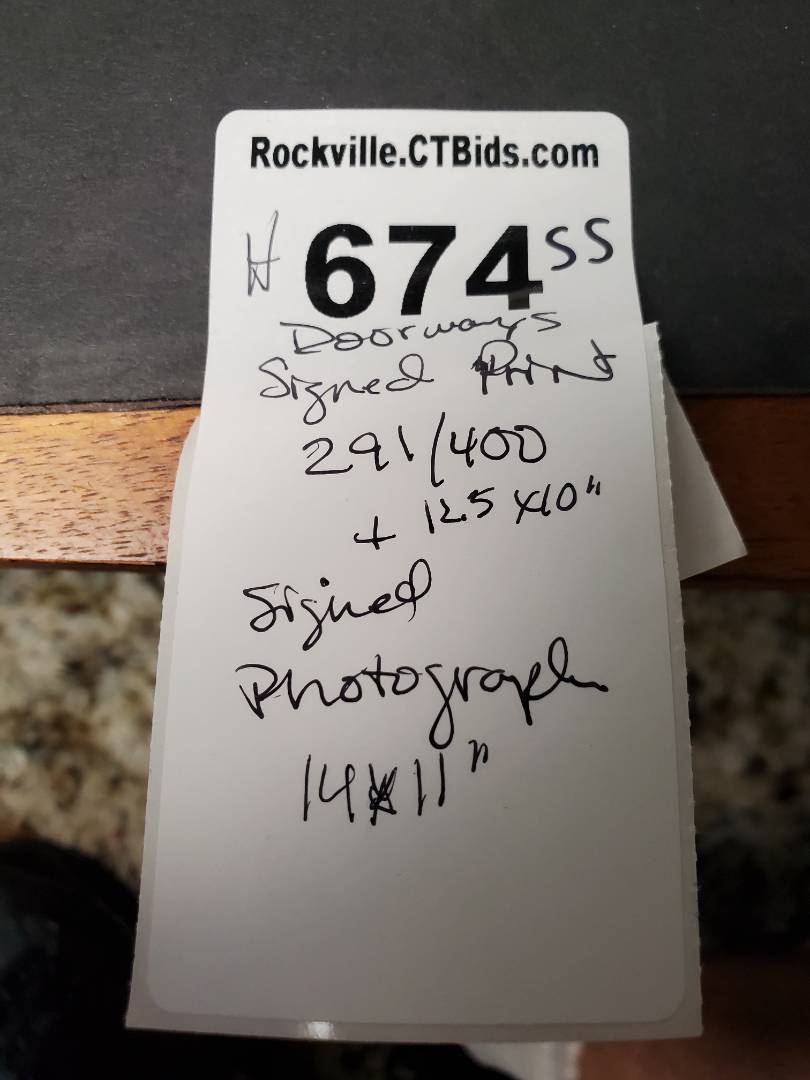 Rockville.CTBids.com
674 SS
Doorways
Signed Print
291/400
+ 12.5 x10"
Signed
Photograph
14x11"